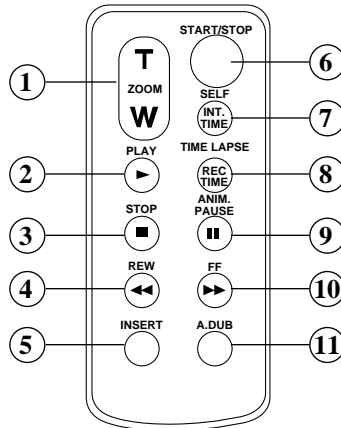 START/STOP
T
ZOOM
W
1
6
SELF
INT.
TIME
7
PLAY
2
TIME LAPSE
REC
TIME
8
STOP
3
ANIM.
PAUSE
9
REW
4
FF
10
INSERT
5
A.DUB
11